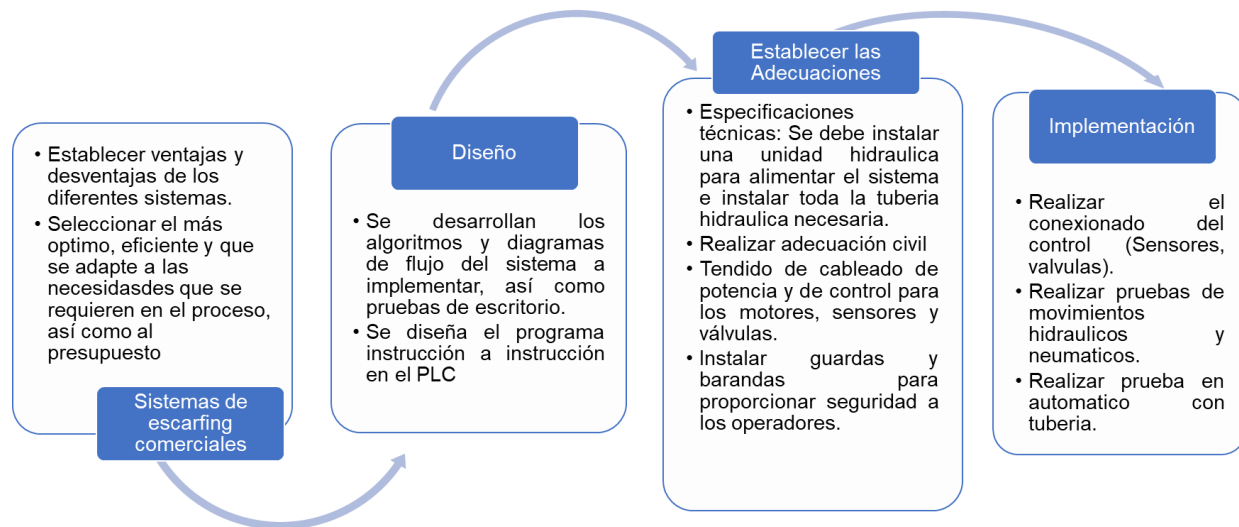 • Establecer ventajas y
desventajas de los
diferentes sistemas.
• Seleccionar el más
optimo, eficiente y que
se adapte a las
necesidasdes que se
requieren en el proceso,
así como al
presupuesto
Sistemas de
escarfing
comerciales
Diseño
• Se desarrollan los
algoritmos y diagramas
de flujo del sistema a
implementar, así como
pruebas de escritorio.
• Se diseña el programa
instrucción a instrucción
en el PLC
Establecer las
Adecuaciones
• Especificaciones
técnicas: Se debe instalar
una unidad hidraulica
para alimentar el sistema
e instalar toda la tuberia
hidraulica necesaria.
• Realizar adecuación civil
• Tendido de cableado de
potencia y de control para
los motores, sensores y
válvulas.
• Instalar guardas y
barandas para
proporcionar seguridad a
los operadores.
Implementación
• Realizar el
conexionado del
control (Sensores,
valvulas).
• Realizar pruebas de
movimientos
hidraulicos y
neumaticos.
• Realizar prueba en
automatico con
tuberia.